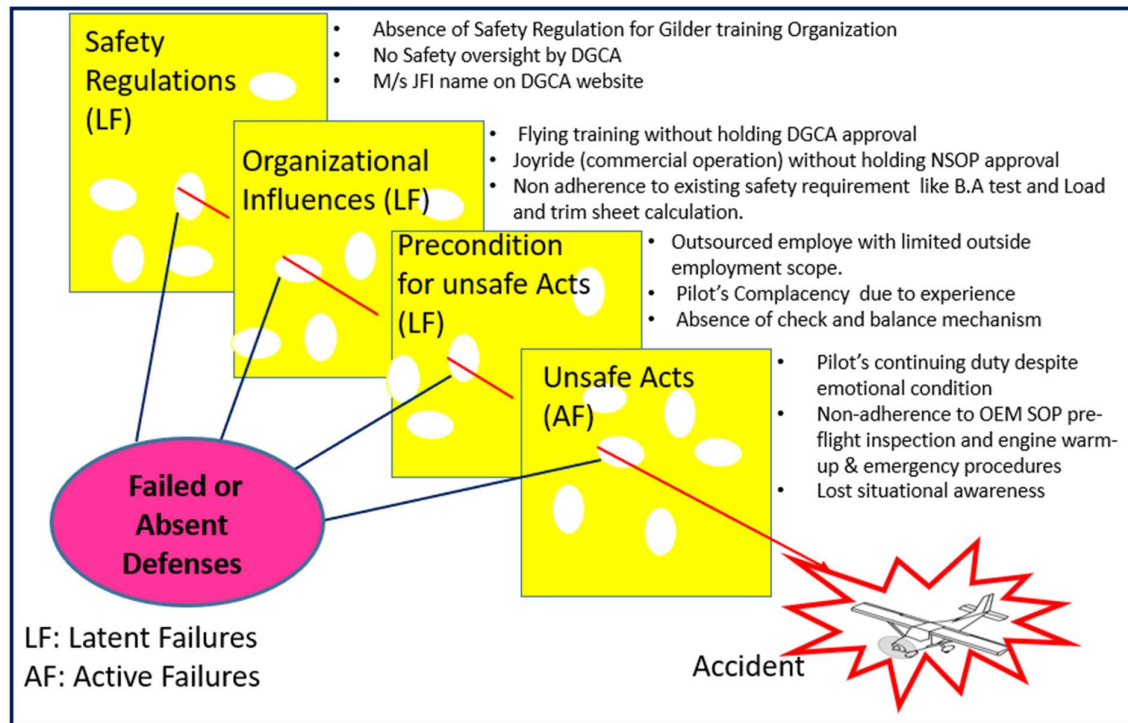 Safety
Regulations
(LF)
• Absence of Safety Regulation for Gilder training Organization
• No Safety oversight by DGCA
• M/s JFI name on DGCA website
Organizational
Influences (LF)
• Flying training without holding DGCA approval
• Joyride (commercial operation) without holding NSOP approval
• Non adherence to existing safety requirement like B.A test and Load
and trim sheet calculation.
Precondition
for unsafe Acts
(LF)
• Outsourced employe with limited outside
employment scope.
• Pilot's Complacency due to experience
• Absence of check and balance mechanism
Unsafe Acts
(AF)
• Pilot's continuing duty despite
emotional condition
• Non-adherence to OEM SOP pre-
flight inspection and engine warm-
up & emergency procedures
• Lost situational awareness
Failed or
Absent
Defenses
LF: Latent Failures
AF: Active Failures
Accident